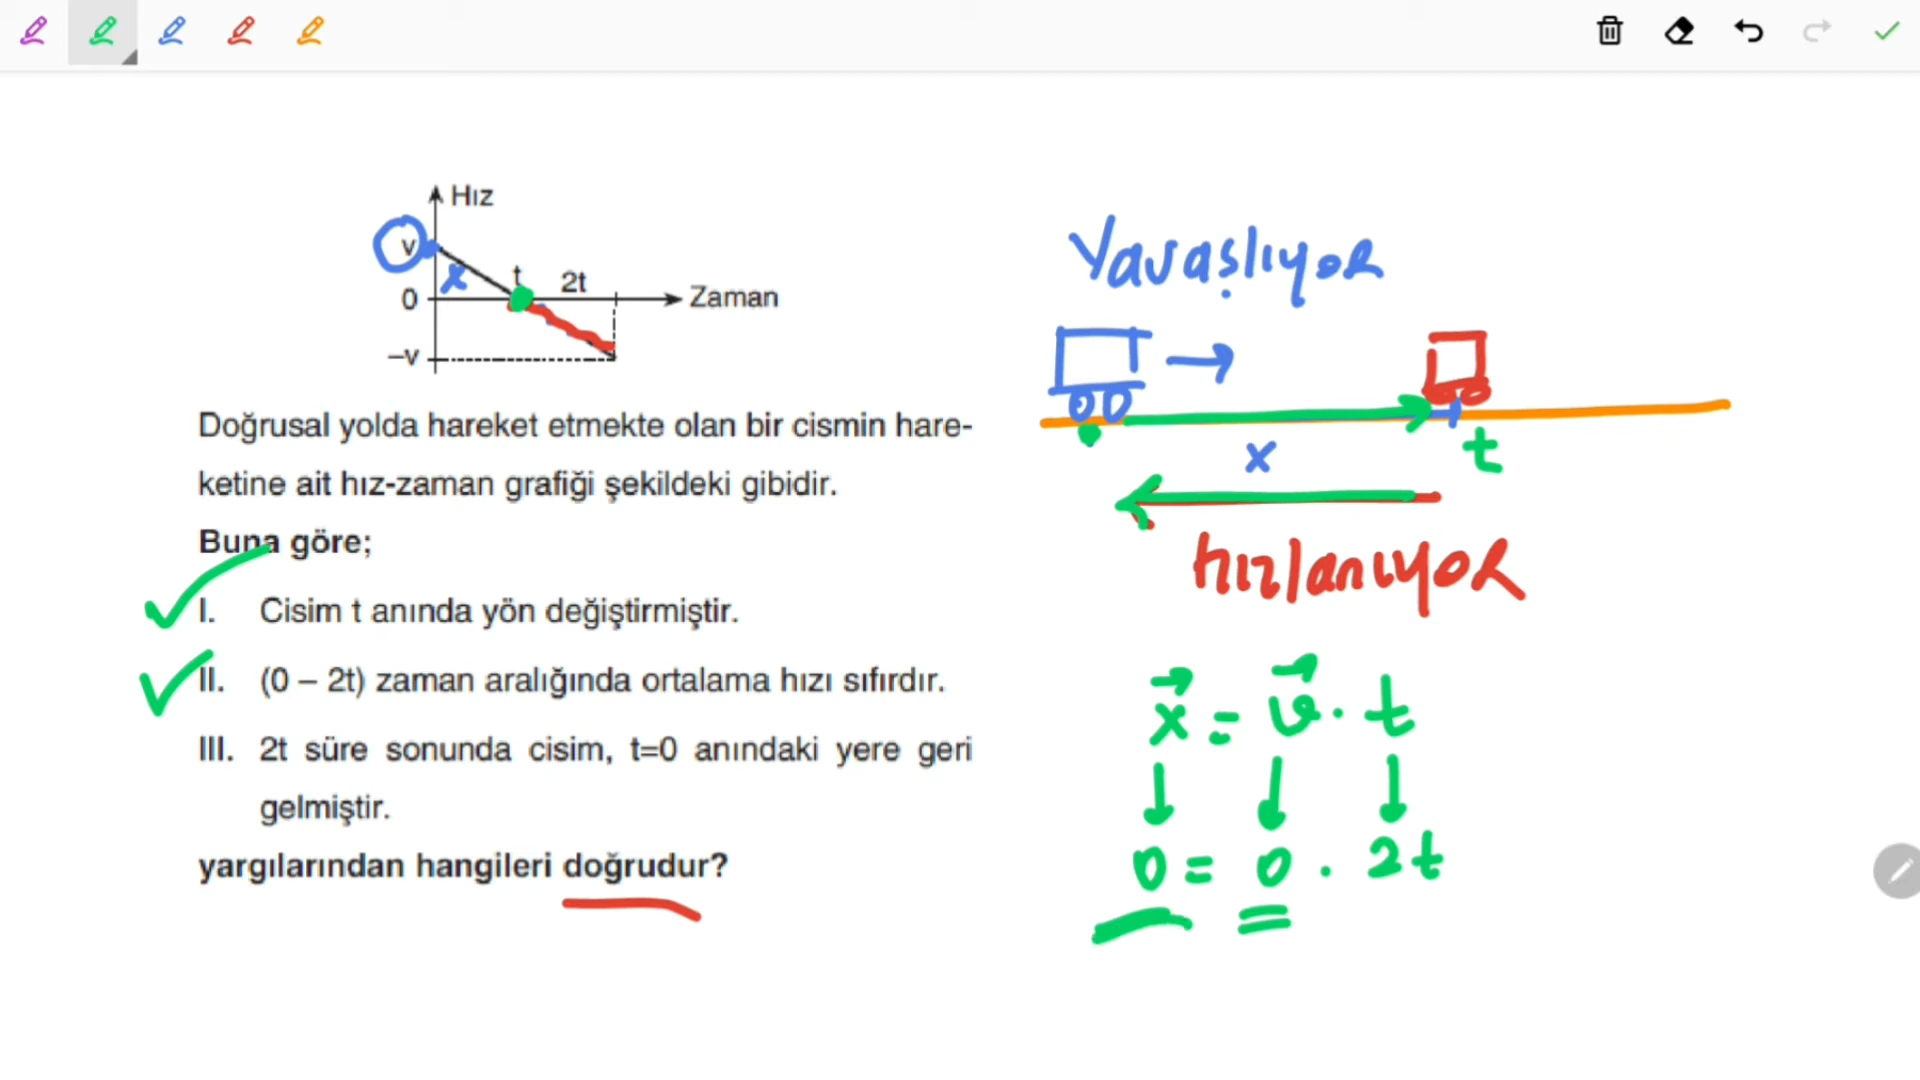 Hız
v
x
t
2t
0
Zaman
–v
Yavaşlıyor
x
t
hızlanıyor
Doğrusal yolda hareket etmekte olan bir cismin hare-
ketine ait hız-zaman grafiği şekildeki gibidir.
Buna göre;
I. Cisim t anında yön değiştirmiştir.
II. (0 – 2t) zaman aralığında ortalama hızı sıfırdır.
III. 2t süre sonunda cisim, t=0 anındaki yere geri
gelmiştir.
yargılarından hangileri doğrudur?
x = v . t
0 = 0 . 2t